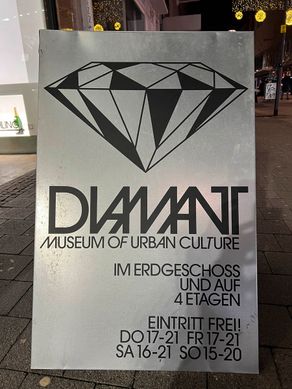 DIAMANT
MUSEUM OF URBAN CULTURE
IM ERDGESCHOSS
UND AUF
4 ETAGEN
EINTRITT FREI!
DO 17-21 FR 17-21
SA 16-21 SO 15-20